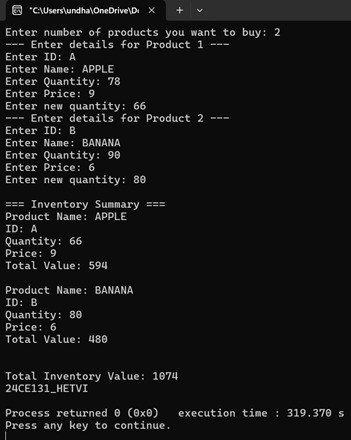 "C:\Users\undha\OneDrive\De
Enter number of products you want to buy: 2
--- Enter details for Product 1 ---
Enter ID: A
Enter Name: APPLE
Enter Quantity: 78
Enter Price: 9
Enter new quantity: 66
--- Enter details for Product 2 ---
Enter ID: B
Enter Name: BANANA
Enter Quantity: 90
Enter Price: 6
Enter new quantity: 80
=== Inventory Summary ===
Product Name: APPLE
ID: A
Quantity: 66
Price: 9
Total Value: 594
Product Name: BANANA
ID: B
Quantity: 80
Price: 6
Total Value: 480
Total Inventory Value: 1074
24CE131_HETVI
Process returned 0 (0x0)   execution time : 319.370 s
Press any key to continue.